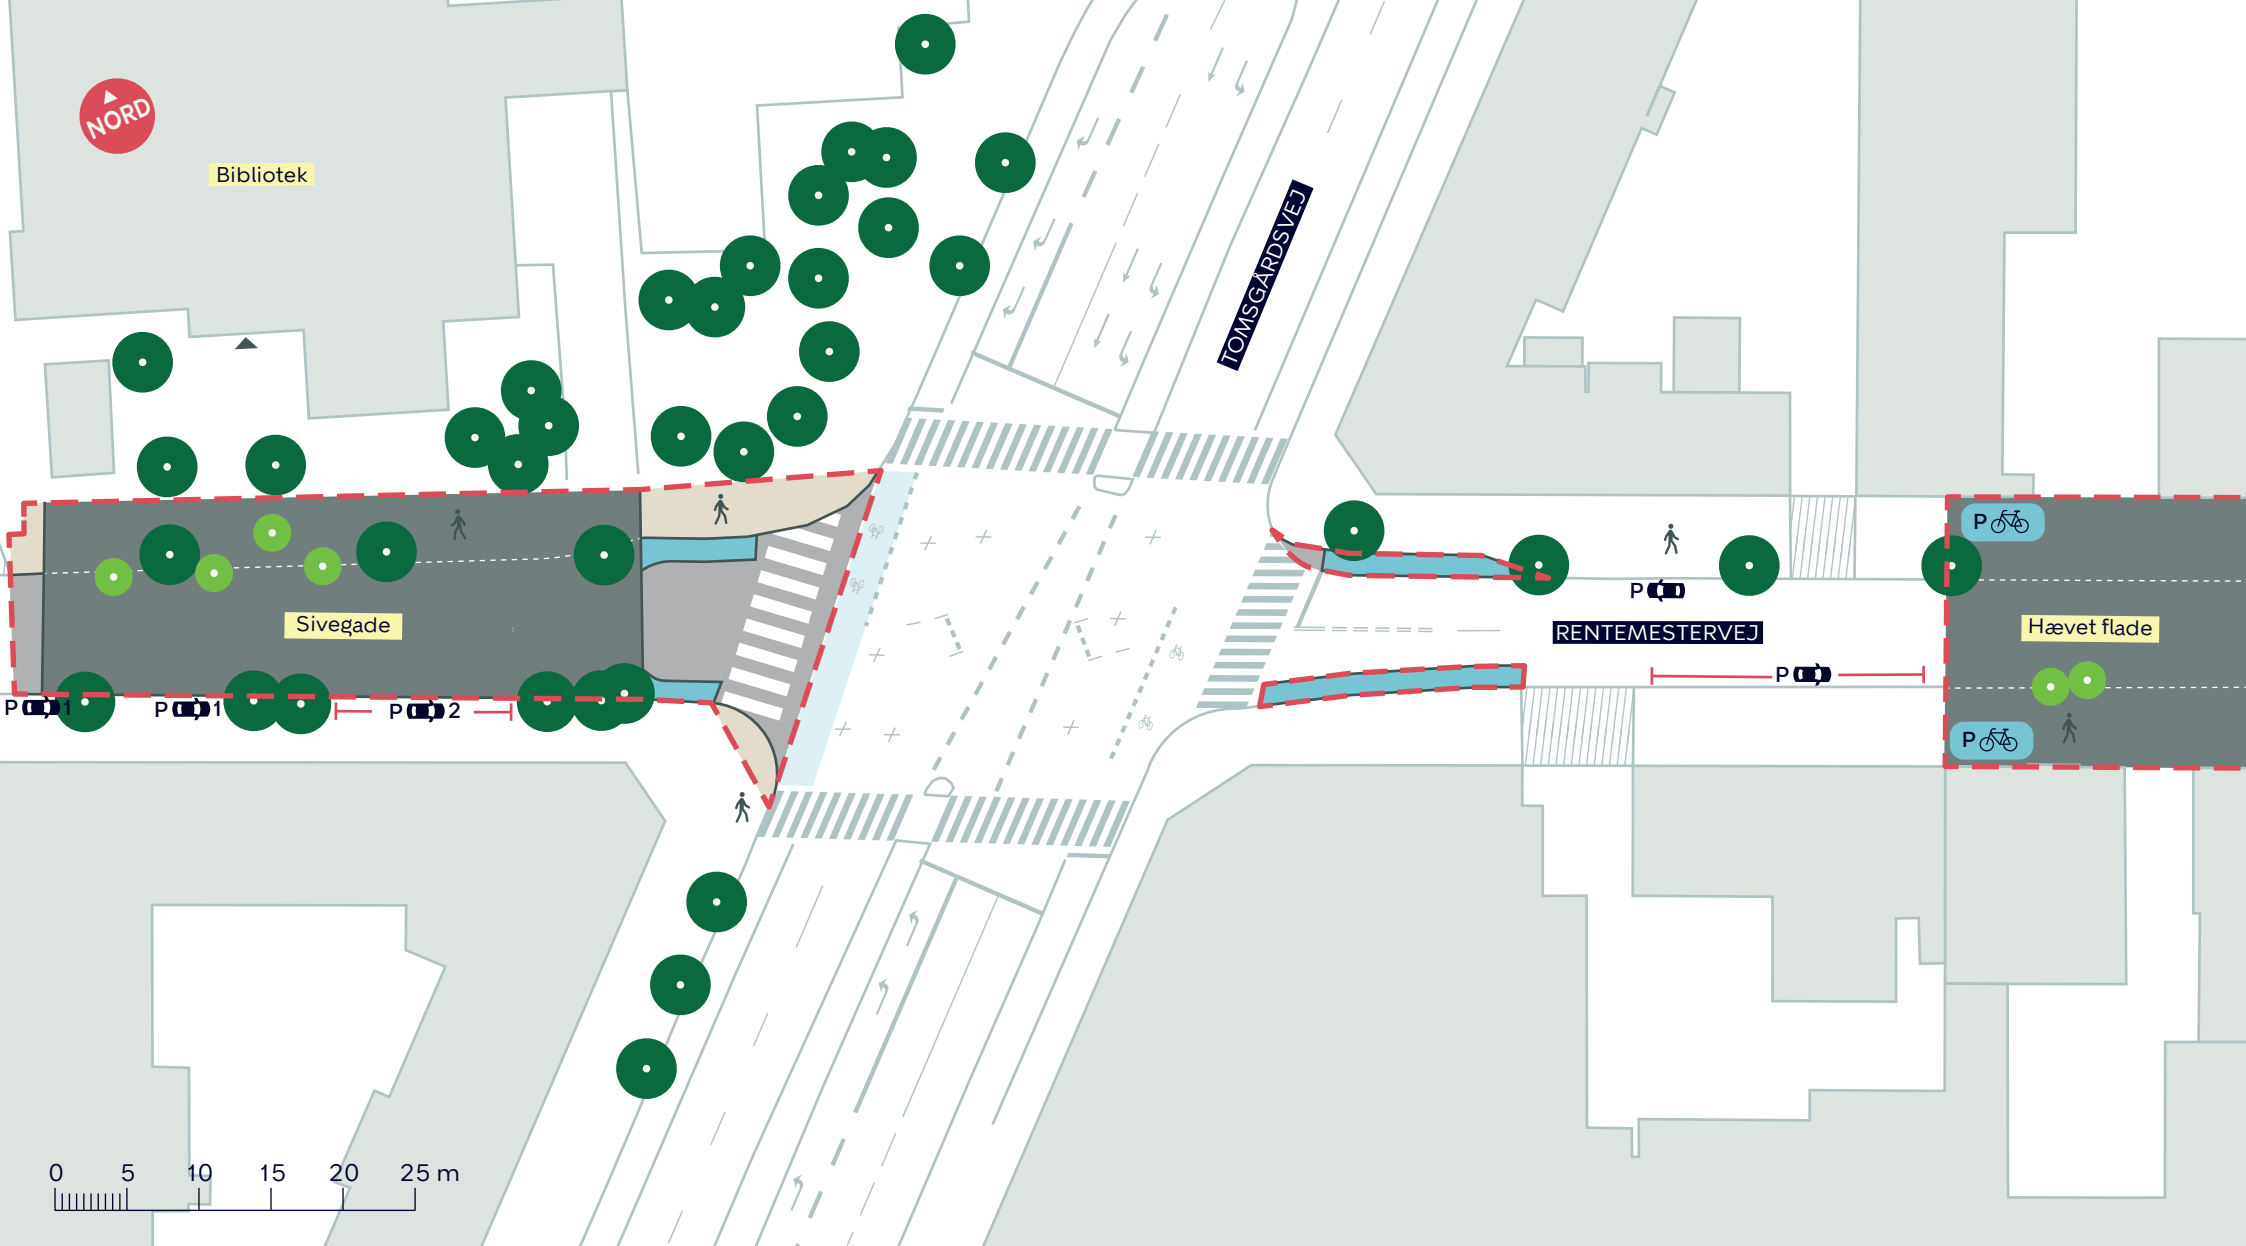 NORD
Bibliotek
TOMSGÅRDSVEJ
P
P
RENTEMESTERVEJ
Sivegade
Hævet flade
P
P 1
P 1
P 2
P
0 5 10 15 20 25 m